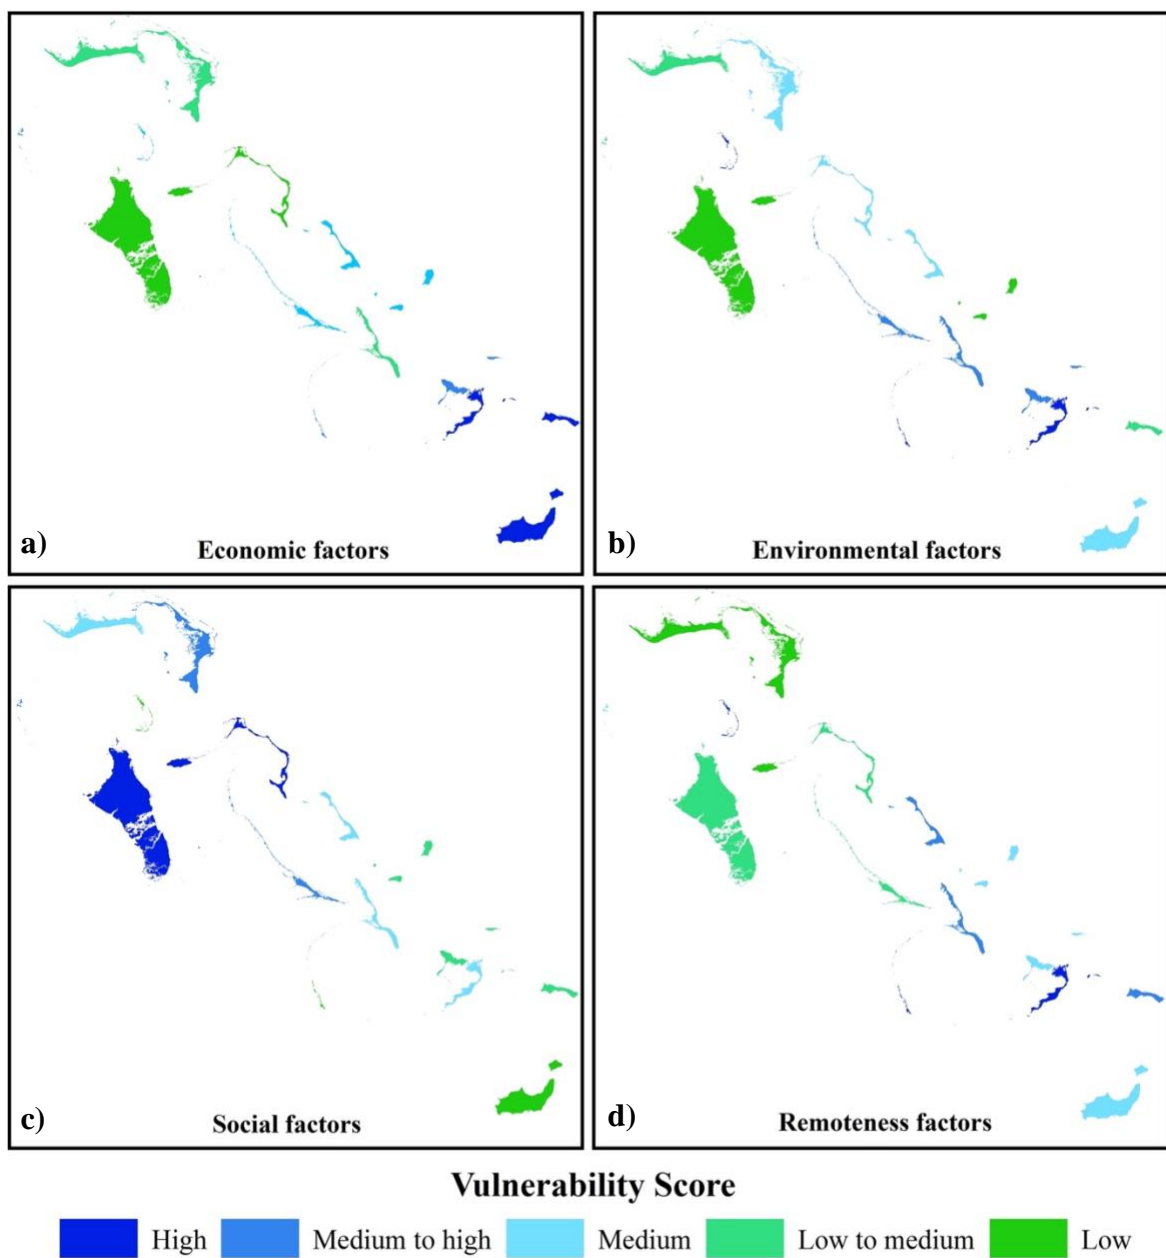 a)
Economic factors
b)
Environmental factors
c)
Social factors
d)
Remoteness factors
Vulnerability Score
High
Medium to high
Medium
Low to medium
Low